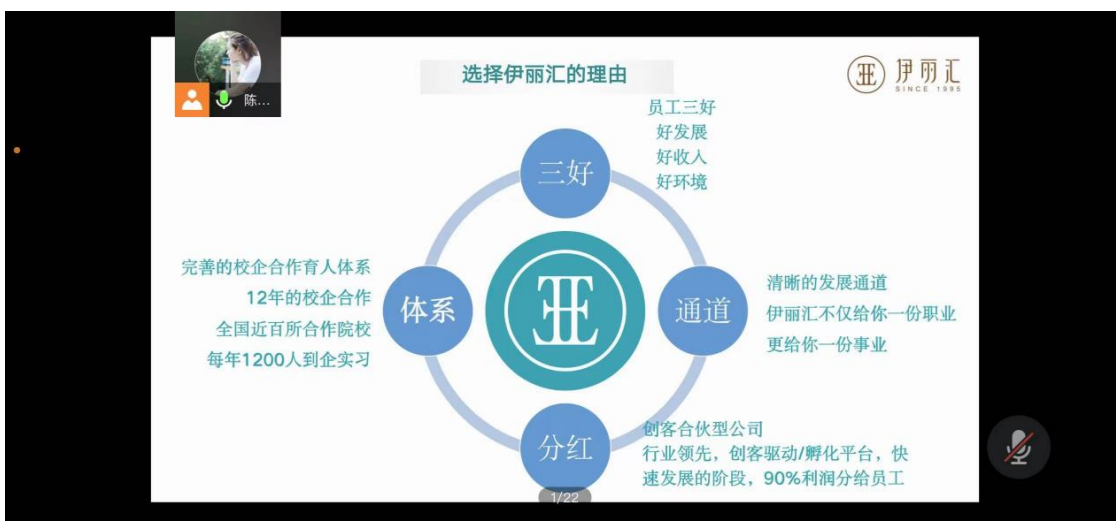 陈...
选择伊丽汇的理由
伊丽汇
SINCE 1995
员工三好
好发展
好收入
好环境
三好
完善的校企合作育人体系
12年的校企合作
全国近百所合作院校
每年1200人到企实习
体系
通道
清晰的发展通道
伊丽汇不仅给你一份职业
更给你一份事业
分红
创客合伙型公司
行业领先，创客驱动/孵化平台，快
速发展的阶段，90%利润分给员工
1/22